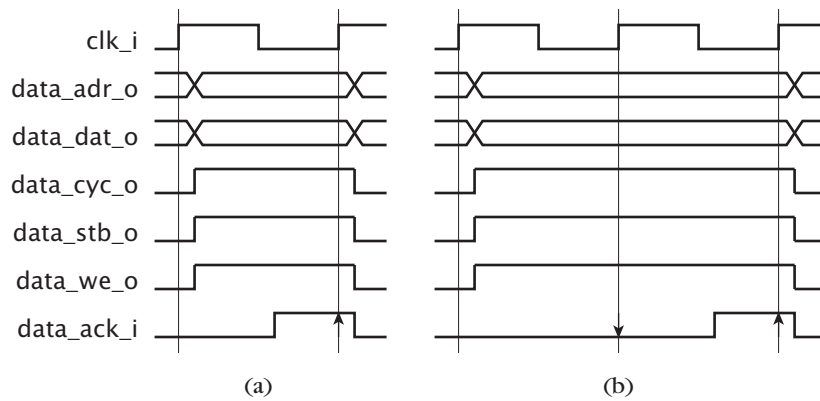 clk_i
data_adr_o
data_dat_o
data_cyc_o
data_stb_o
data_we_o
data_ack_i
(a) (b)